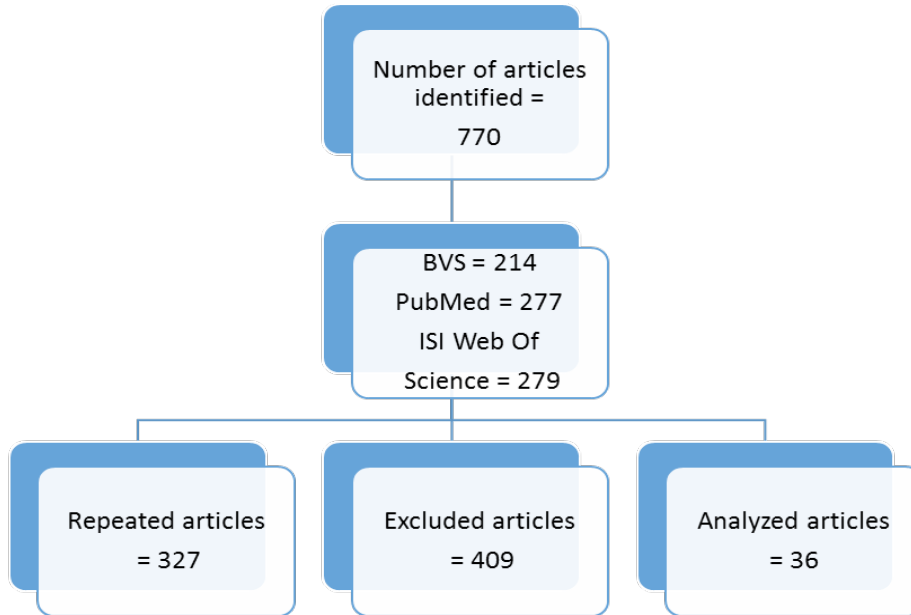 Number of articles
identified =
770
BVS = 214
PubMed = 277
ISI Web Of
Science = 279
Repeated articles
= 327
Excluded articles
= 409
Analyzed articles
= 36